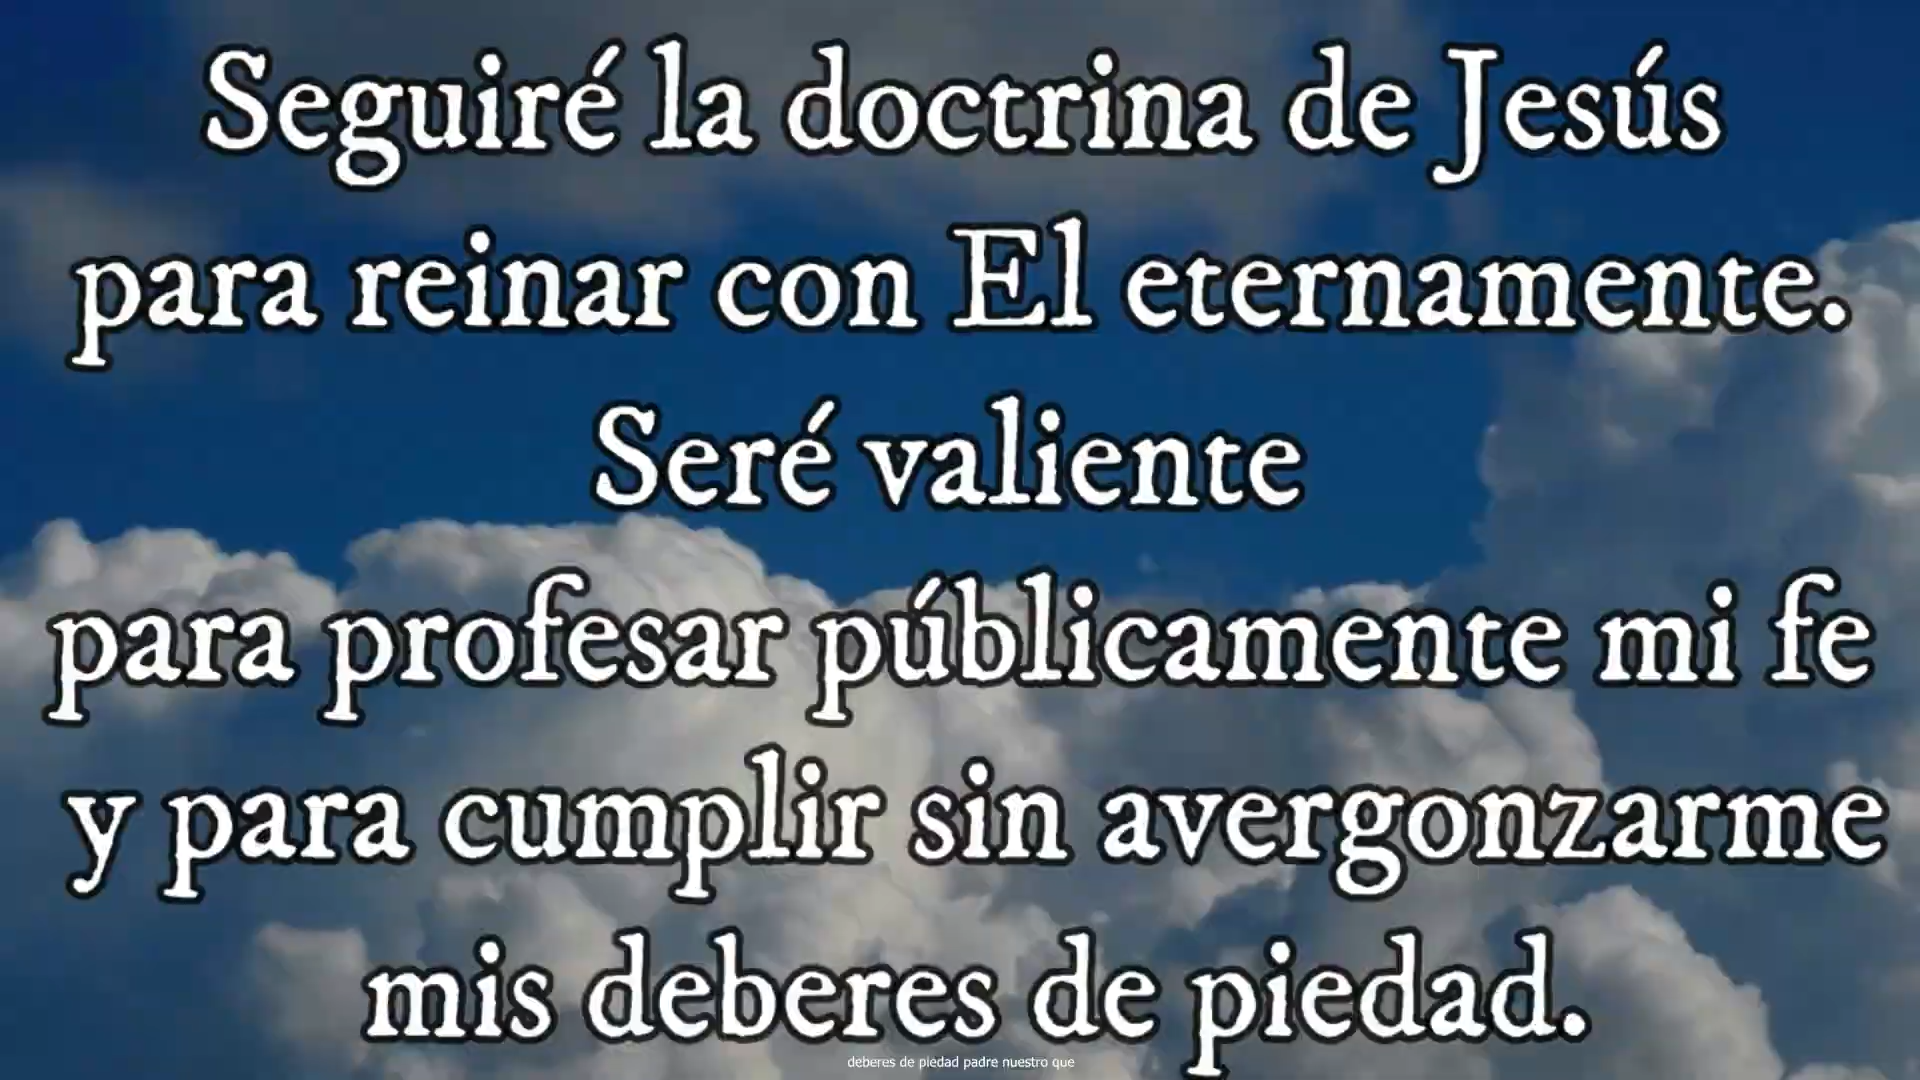 Seguiré la doctrina de Jesús
para reinar con El eternamente.
Seré valiente
para profesar públicamente mi fe
y para cumplir sin avergonzarme
mis deberes de piedad.
deberes de piedad padre nuestro que